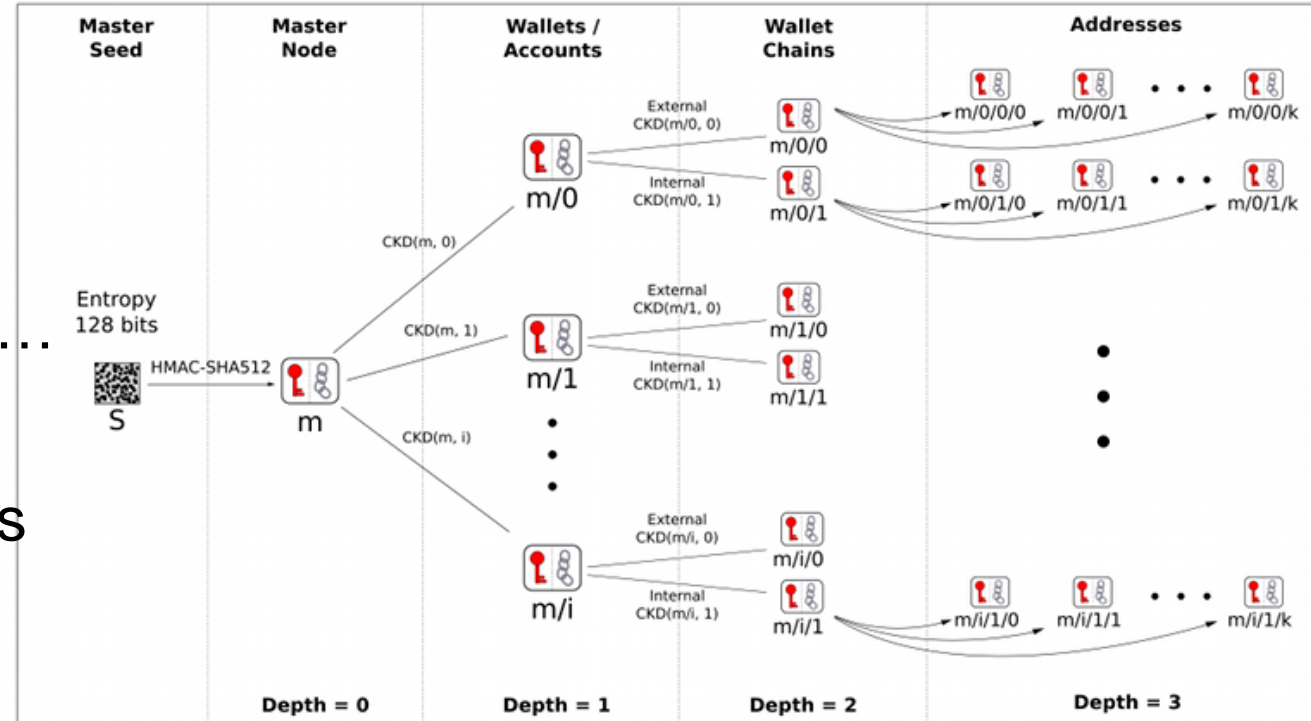 Master
Seed
Master
Node
Wallets /
Accounts
Wallet
Chains
Addresses
Entropy
128 bits
...
HMAC-SHA512
S
m
s
CKD(m, 0)
CKD(m, 1)
CKD(m, i)
m/0
m/1
m/i
External
CKD(m/0, 0)
Internal
CKD(m/0, 1)
External
CKD(m/1, 0)
Internal
CKD(m/1, 1)
External
CKD(m/i, 0)
Internal
CKD(m/i, 1)
m/0/0
m/0/1
m/1/0
m/1/1
m/i/0
m/i/1
m/0/0/0 m/0/0/1 m/0/0/k
m/0/1/0 m/0/1/1 m/0/1/k
m/i/1/0 m/i/1/1 m/i/1/k
Depth = 0 Depth = 1 Depth = 2 Depth = 3